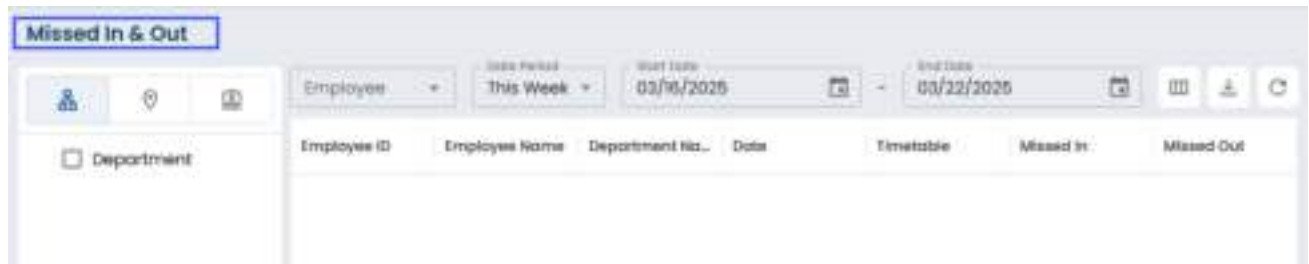 Missed In & Out
Date Period
Start Date
End Date
Employee
This Week
03/16/2025
-
03/22/2025
Department
Employee ID
Employee Name
Department Na...
Date
Timetable
Missed In
Missed Out